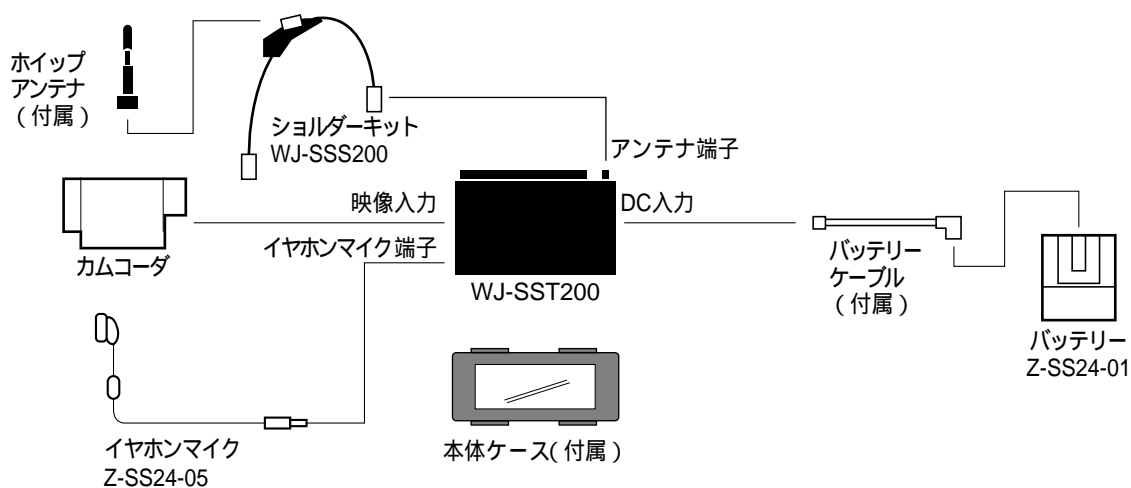 ホイップ
アンテナ
(付属)
ショルダーキット
WJ-SSS200
アンテナ端子
映像入力
DC入力
イヤホンマイク端子
カムコーダ
WJ-SST200
バッテリー
ケーブル
(付属)
バッテリー
Z-SS24-01
本体ケース(付属)
イヤホンマイク
Z-SS24-05